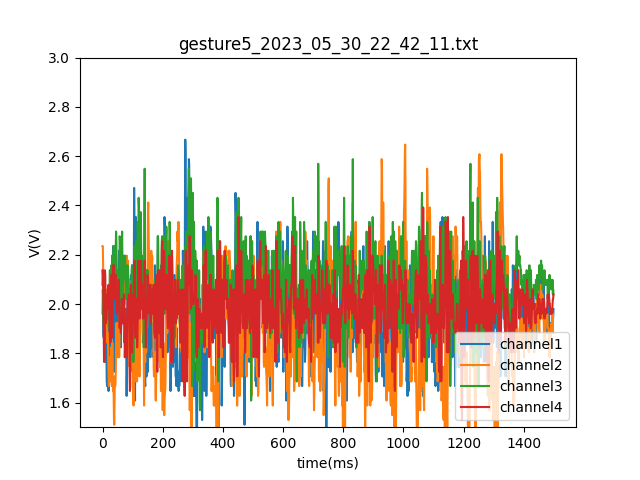 gesture5_2023_05_30_22_42_11.txt
3.0
2.8
2.6
2.4
2.2
2.0
1.8
1.6
V(V)
channel1
channel2
channel3
channel4
0 200 400 600 800 1000 1200 1400
time(ms)